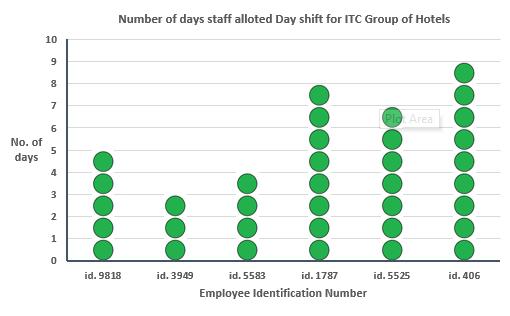 Number of days staff alloted Day shift for ITC Group of Hotels
10
9
8
7
6
5
4
3
2
1
0
No. of
days
Plot Area
id. 9818 id. 3949 id. 5583 id. 1787 id. 5525 id. 406
Employee Identification Number